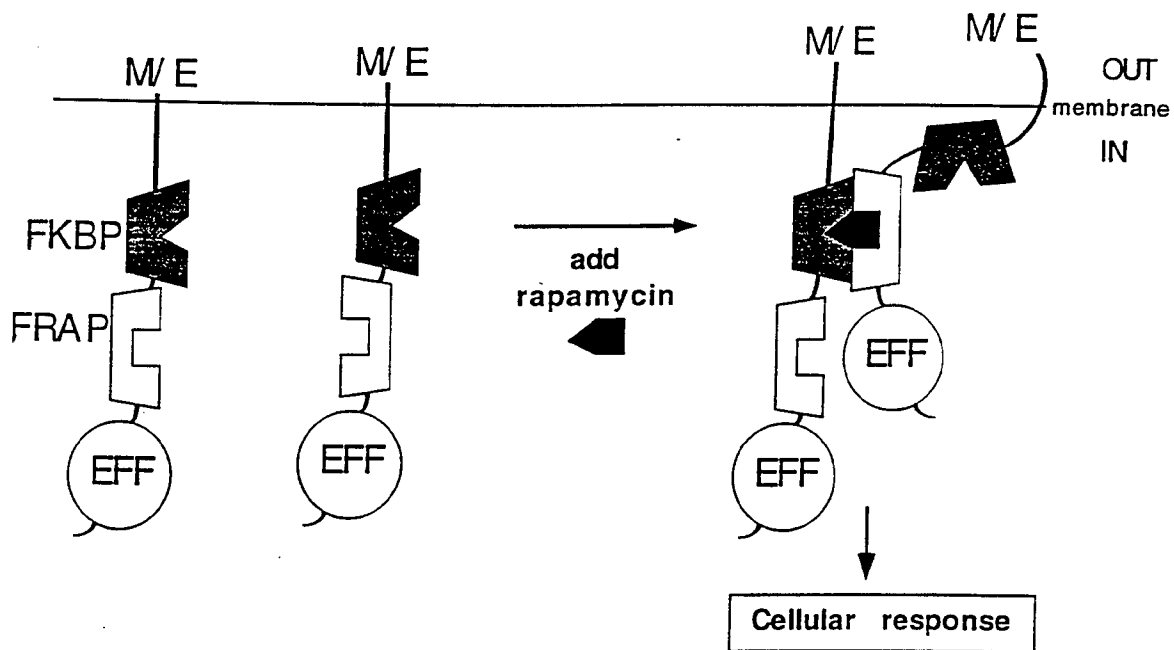 M/E
M/E
M/E
M/E
OUT
membrane
IN
FKBP
FRAP
add
rapamycin
EFF
EFF
EFF
EFF
Cellular response